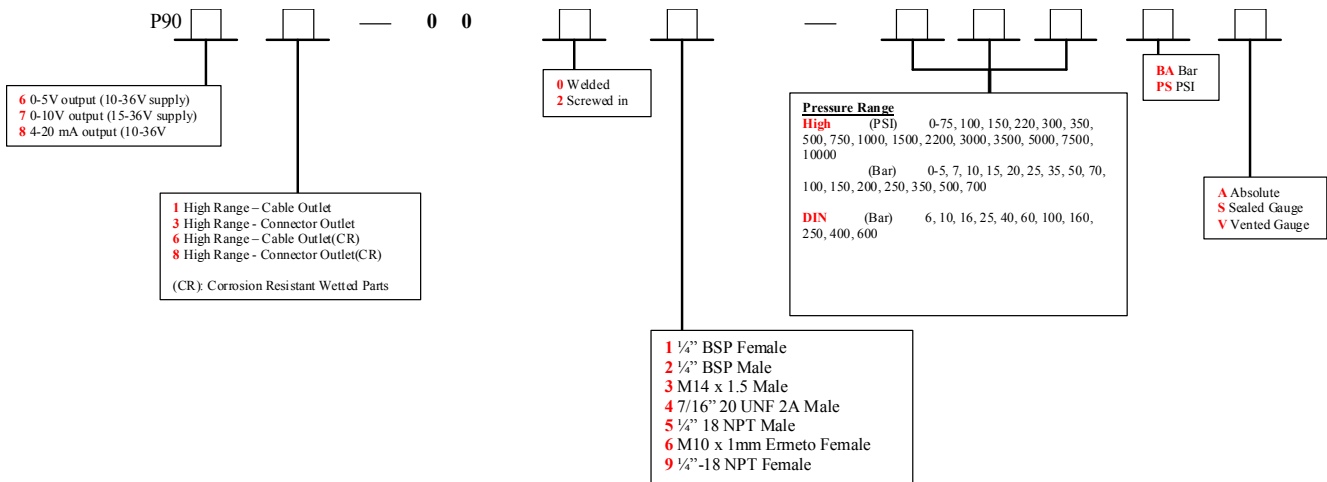 P90 — 0 0 —
6 0-5V output (10-36V supply)
7 0-10V output (15-36V supply)
8 4-20 mA output (10-36V
0 Welded
2 Screwed in
BA Bar
PS PSI
Pressure Range
High (PSI) 0-75, 100, 150, 220, 300, 350,
500, 750, 1000, 1500, 2200, 3000, 3500, 5000, 7500,
10000
(Bar) 0-5, 7, 10, 15, 20, 25, 35, 50, 70,
100, 150, 200, 250, 350, 500, 700
DIN (Bar) 6, 10, 16, 25, 40, 60, 100, 160,
250, 400, 600
1 High Range – Cable Outlet
3 High Range - Connector Outlet
6 High Range – Cable Outlet(CR)
8 High Range - Connector Outlet(CR)
(CR): Corrosion Resistant Wetted Parts
A Absolute
S Sealed Gauge
V Vented Gauge
1 ¼” BSP Female
2 ¼” BSP Male
3 M14 x 1.5 Male
4 7/16” 20 UNF 2A Male
5 ¼” 18 NPT Male
6 M10 x 1mm Ermeto Female
9 ¼”-18 NPT Female